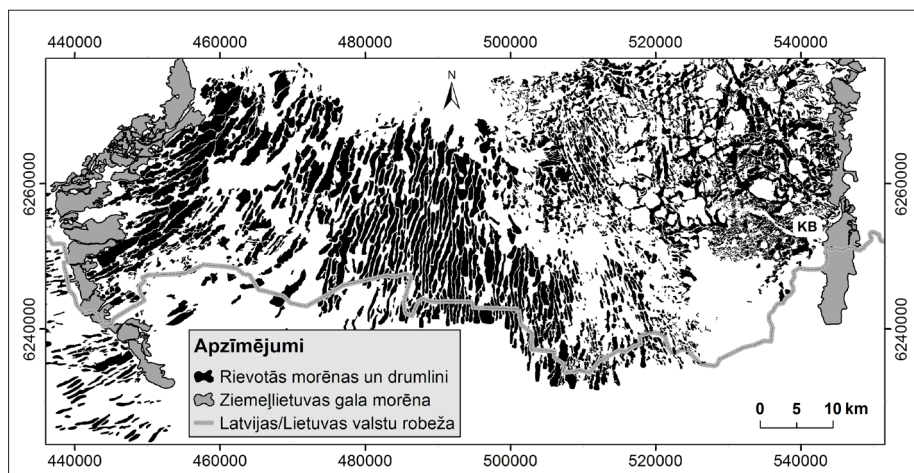 440000 460000 480000 500000 520000 540000
N
6260000 6260000
KB
6240000 6240000
Apzīmējumi
Rievotās morēnas un drumlini
Ziemeļlietuvas gala morēna
Latvijas/Lietuvas valstu robeža
0 5 10 km
440000 460000 480000 500000 520000 540000